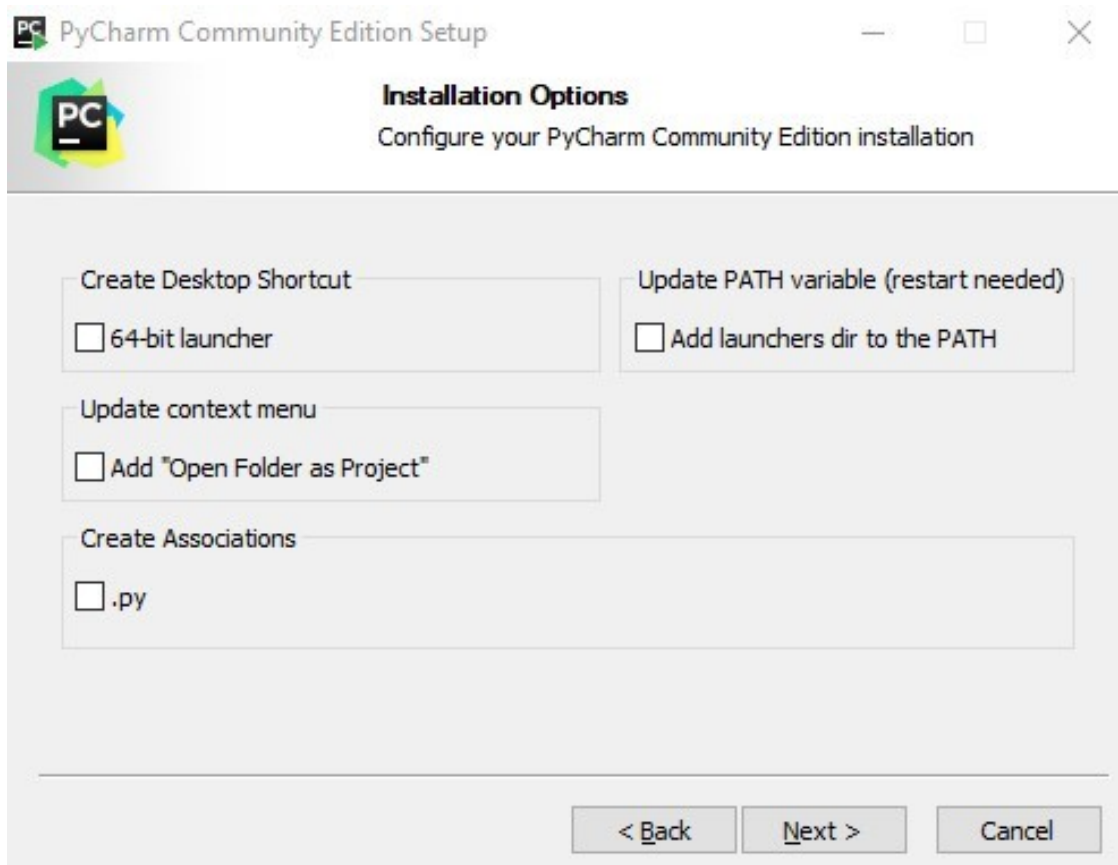 PyCharm Community Edition Setup
PC
Installation Options
Configure your PyCharm Community Edition installation
Create Desktop Shortcut
64-bit launcher
Update PATH variable (restart needed)
Add launchers dir to the PATH
Update context menu
Add "Open Folder as Project"
Create Associations
.py
< Back
Next >
Cancel